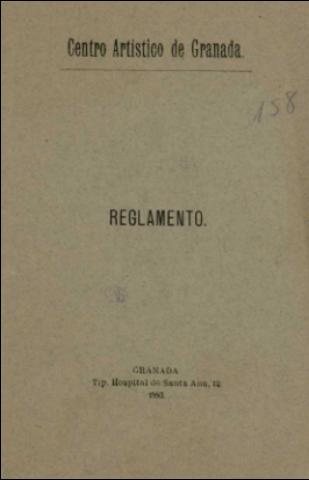 Centro Artístico de Granada.
158
REGLAMENTO.
GRANADA
Tip. Hospital de Santa Ana, 12